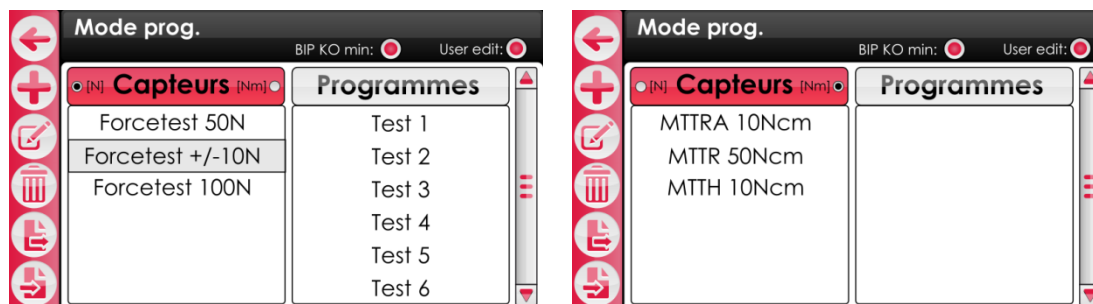 Mode prog.
BIP KO min: User edit:
[N] Capteurs [Nm]
Programmes
Forcetest 50N
Forcetest +/-10N
Forcetest 100N
Test 1
Test 2
Test 3
Test 4
Test 5
Test 6
Mode prog.
BIP KO min: User edit:
[N] Capteurs [Nm]
Programmes
MTTRA 10Ncm
MTTR 50Ncm
MTTH 10Ncm